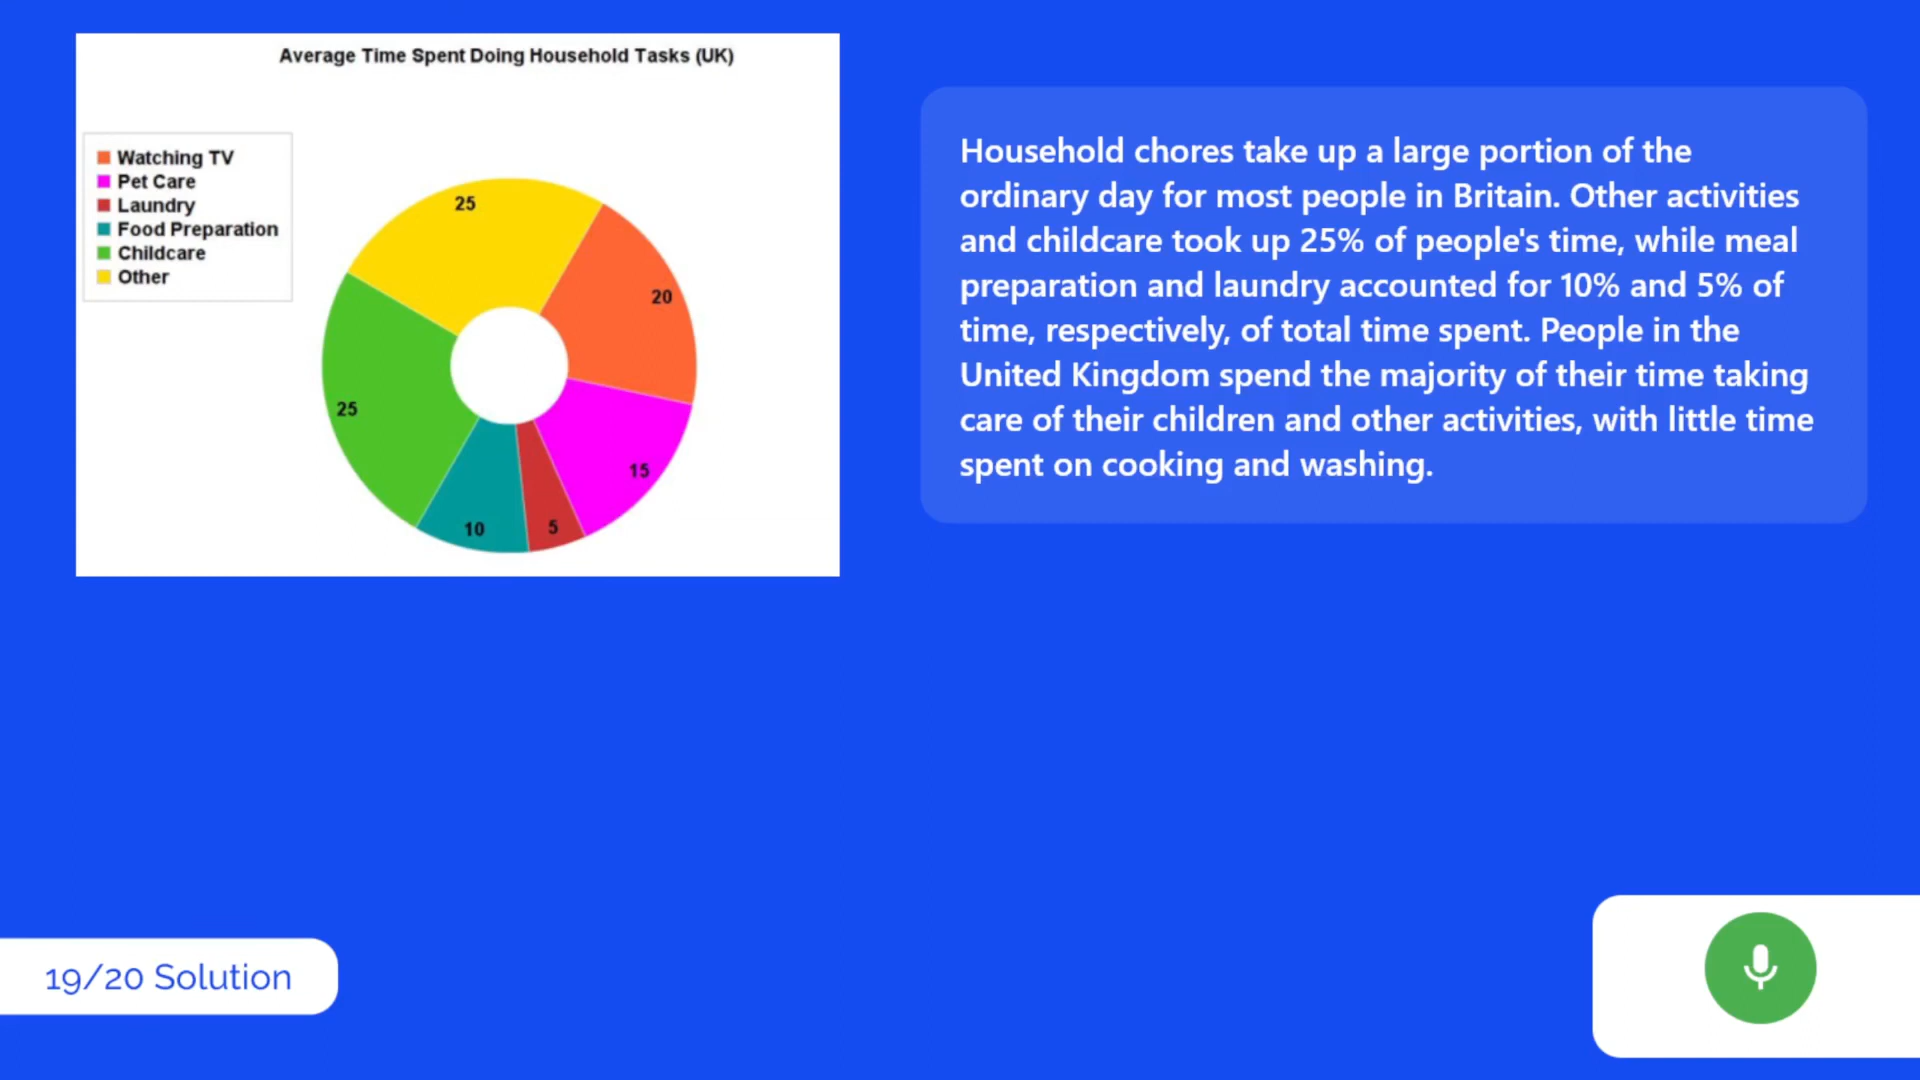 Average Time Spent Doing Household Tasks (UK)
Watching TV
Pet Care
Laundry
Food Preparation
Childcare
Other
25
20
25
15
10
5
Household chores take up a large portion of the
ordinary day for most people in Britain. Other activities
and childcare took up 25% of people's time, while meal
preparation and laundry accounted for 10% and 5% of
time, respectively, of total time spent. People in the
United Kingdom spend the majority of their time taking
care of their children and other activities, with little time
spent on cooking and washing.
19/20 Solution